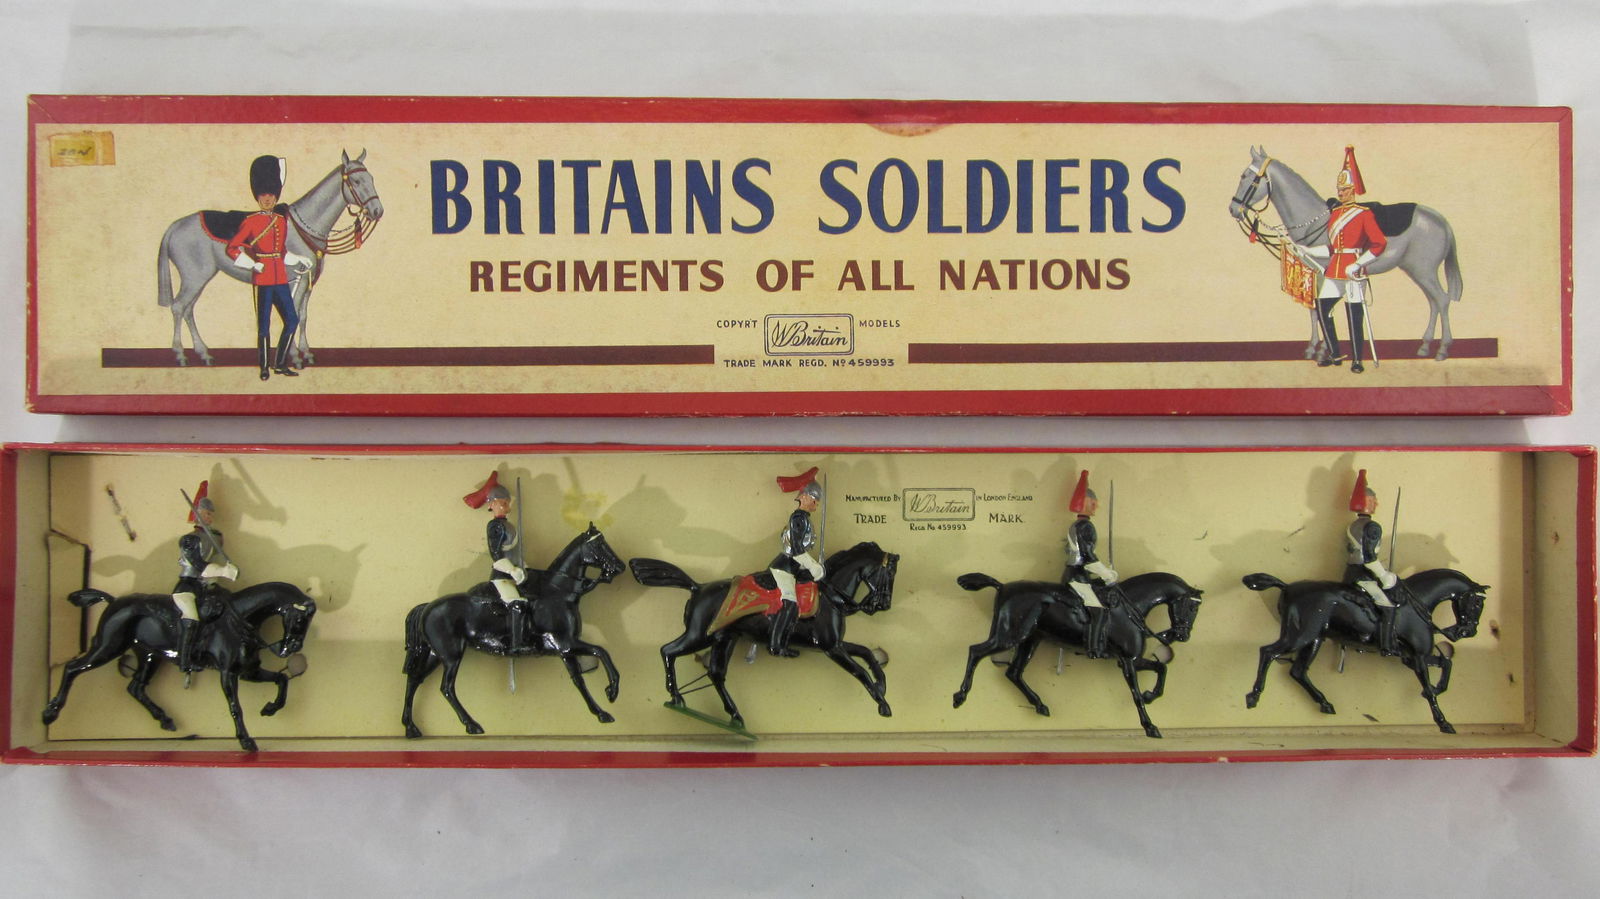 BRITAINS SOLDIERS
REGIMENTS OF ALL NATIONS
COPYRT W Britain MODELS
TRADE MARK REGD. No 459993
MANUFACTURED BY W Britain IN LONDON ENGLAND
TRADE MARK.
REGD No 459993